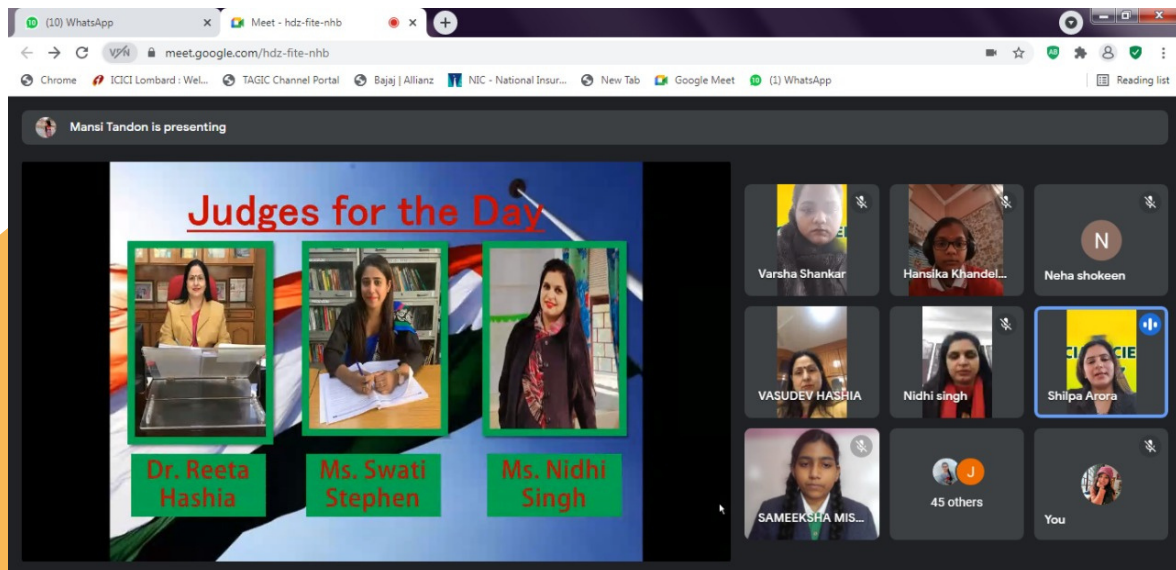 (10) WhatsApp
Meet - hdz-fite-nhb
VPN
meet.google.com/hdz-fite-nhb
AB
Chrome
ICICI Lombard : Wel...
TAGIC Channel Portal
Bajaj | Allianz
NIC - National Insur...
New Tab
Google Meet
(1) WhatsApp
Reading list
Mansi Tandon is presenting
Judges for the Day
Dr. Reeta
Hashia
Ms. Swati
Stephen
Ms. Nidhi
Singh
Varsha Shankar
Hansika Khandel...
N
Neha shokeen
VASUDEV HASHIA
Nidhi singh
Shilpa Arora
SAMEEKSHA MIS...
J
45 others
You